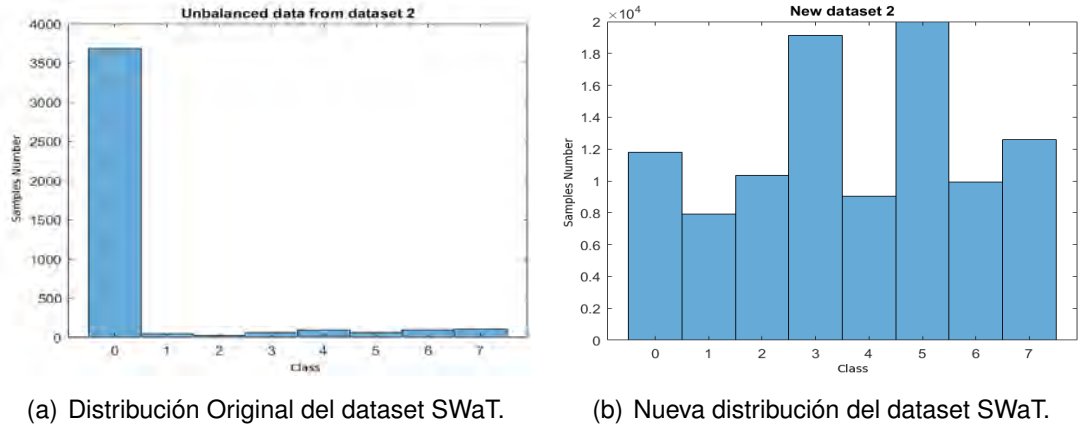 Unbalanced data from dataset 2
4000
3500
3000
2500
2000
1500
1000
500
0
Samples Number
0 1 2 3 4 5 6 7
Class
(a) Distribución Original del dataset SWaT.
New dataset 2
×10⁴
2
1.8
1.6
1.4
1.2
1
0.8
0.6
0.4
0.2
0
Samples Number
0 1 2 3 4 5 6 7
Class
(b) Nueva distribución del dataset SWaT.